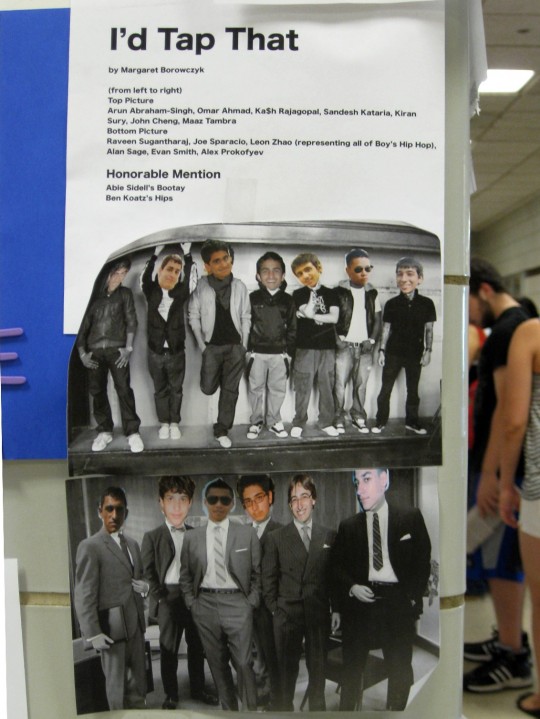 I'd Tap That
by Margaret Borowczyk
(from left to right)
Top Picture
Arun Abraham-Singh, Omar Ahmad, Ka$h Rajagopal, Sandesh Kataria, Kiran
Sury, John Cheng, Maaz Tambra
Bottom Picture
Raveen Sugantharaj, Joe Sparacio, Leon Zhao (representing all of Boy's Hip Hop),
Alan Sage, Evan Smith, Alex Prokofyev
Honorable Mention
Abie Sidell's Bootay
Ben Koatz's Hips